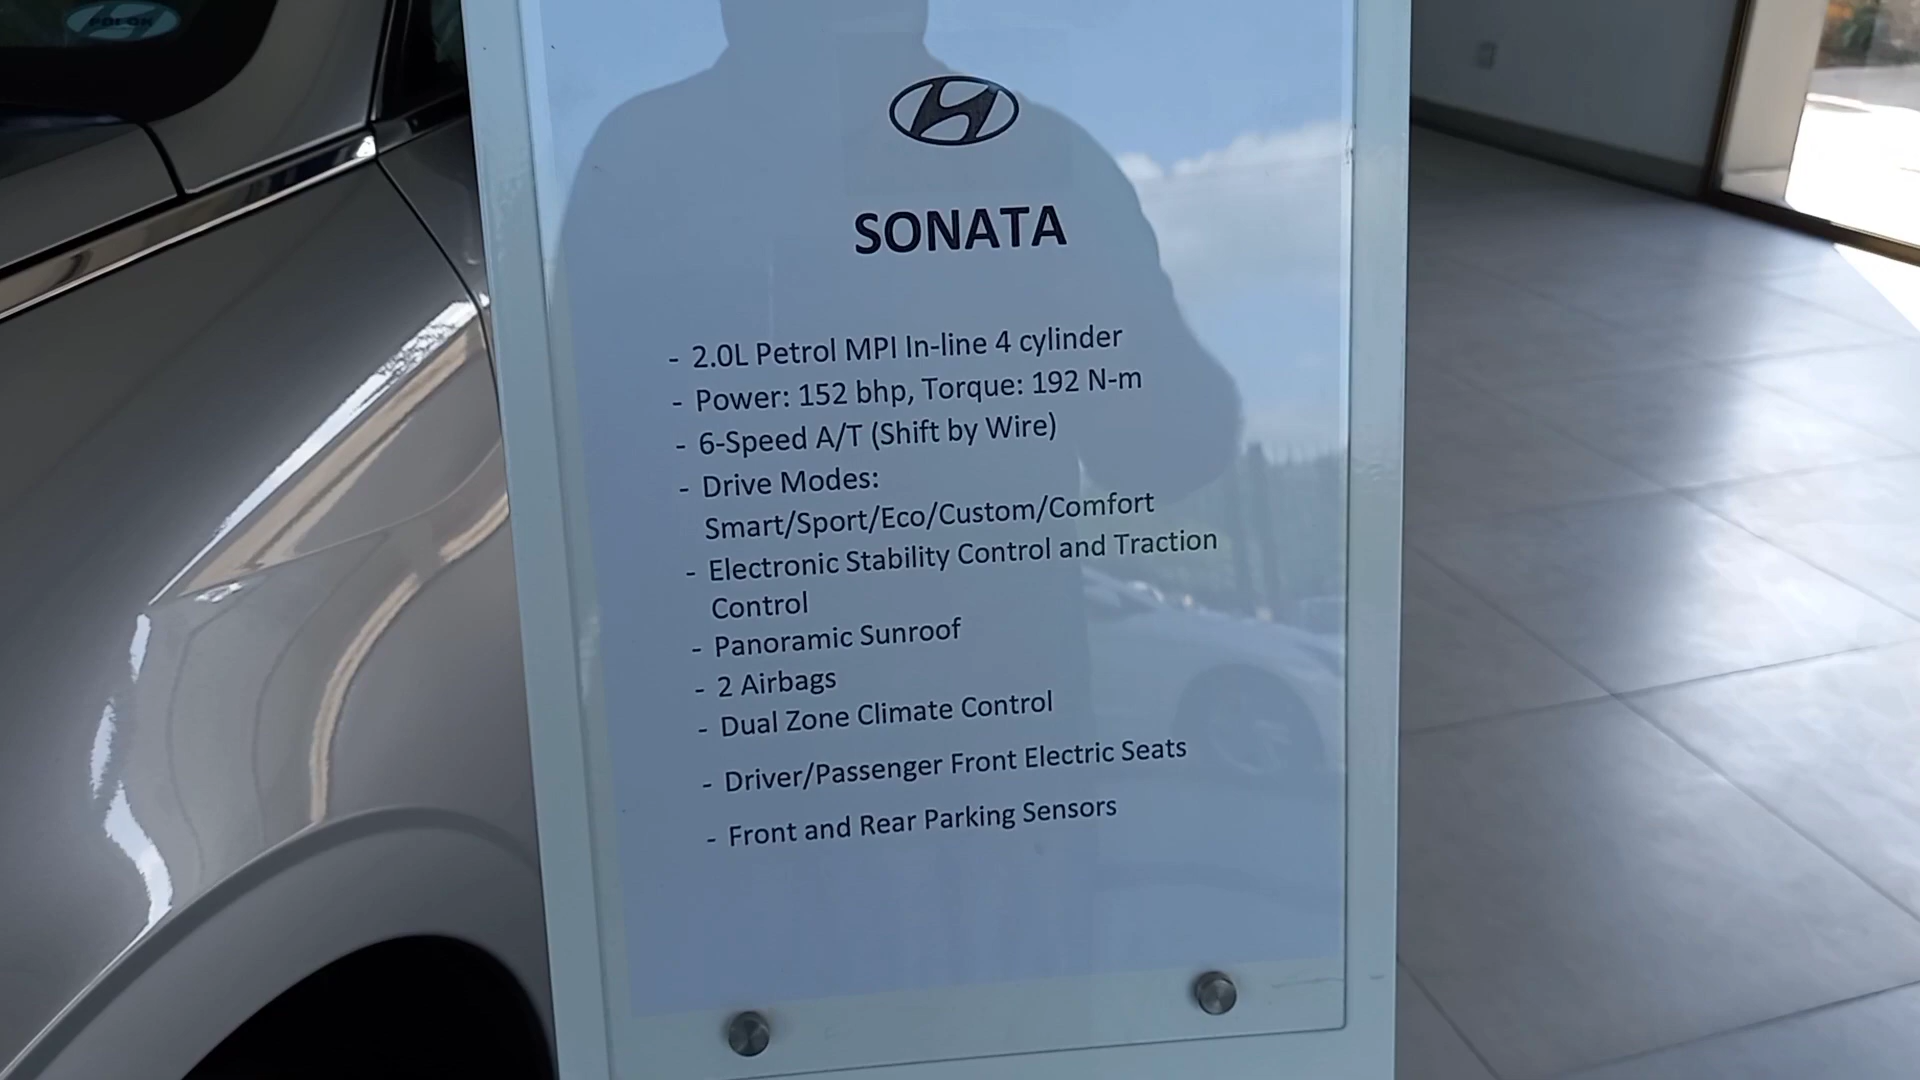 SONATA
- 2.0L Petrol MPI In-line 4 cylinder
- Power: 152 bhp, Torque: 192 N-m
- 6-Speed A/T (Shift by Wire)
- Drive Modes:
Smart/Sport/Eco/Custom/Comfort
- Electronic Stability Control and Traction
Control
- Panoramic Sunroof
- 2 Airbags
- Dual Zone Climate Control
- Driver/Passenger Front Electric Seats
- Front and Rear Parking Sensors